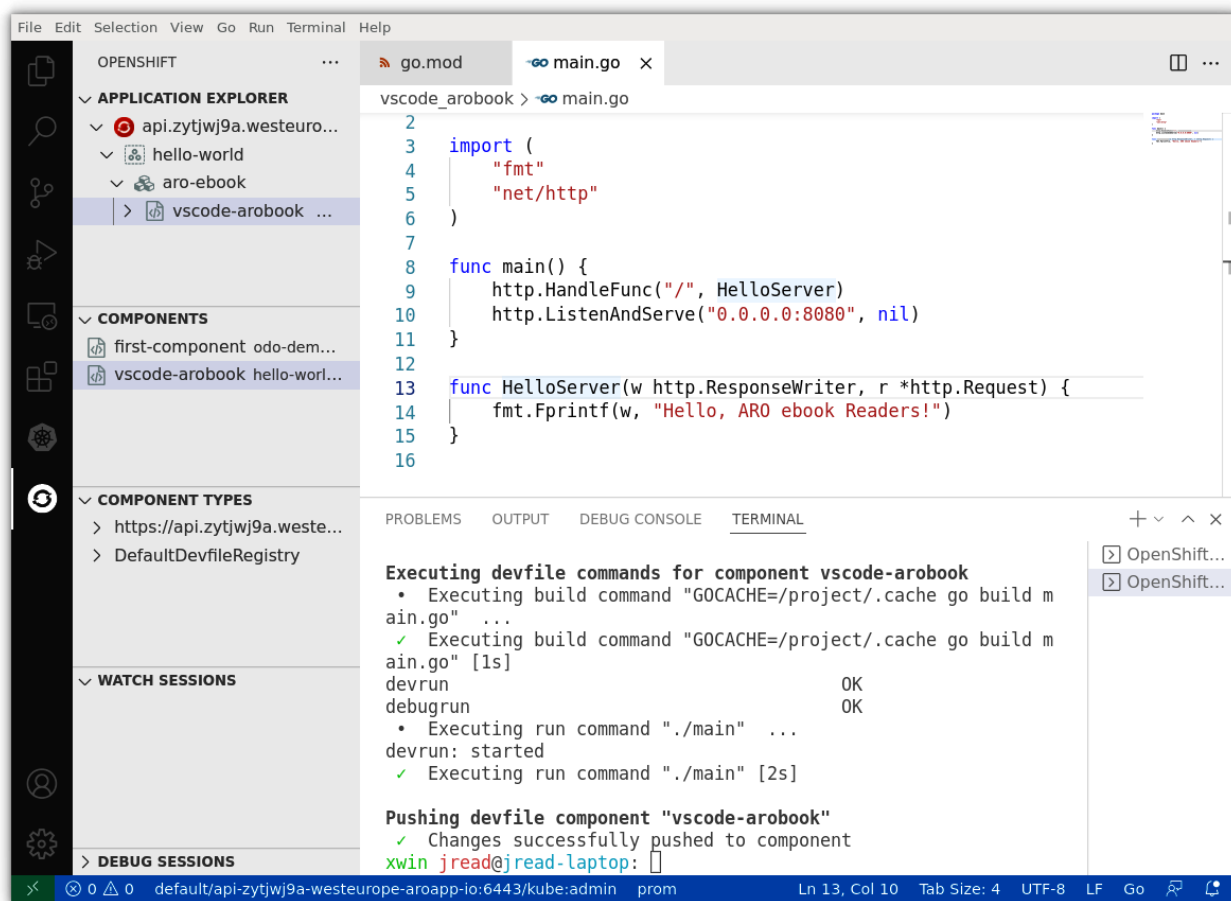 File Edit Selection View Go Run Terminal Help
OPENSHIFT ...
APPLICATION EXPLORER
api.zytjwj9a.westeuro...
hello-world
aro-ebook
vscode-arobook ...
COMPONENTS
first-component odo-dem...
vscode-arobook hello-worl...
COMPONENT TYPES
https://api.zytjwj9a.weste...
DefaultDevfileRegistry
WATCH SESSIONS
DEBUG SESSIONS
go.mod
GO main.go
vscode_arobook > GO main.go
2
3 import (
4 "fmt"
5 "net/http"
6 )
7
8 func main() {
9 http.HandleFunc("/", HelloServer)
10 http.ListenAndServe("0.0.0.0:8080", nil)
11 }
12
13 func HelloServer(w http.ResponseWriter, r *http.Request) {
14 fmt.Fprintf(w, "Hello, ARO ebook Readers!")
15 }
16
PROBLEMS OUTPUT DEBUG CONSOLE TERMINAL
Executing devfile commands for component vscode-arobook
• Executing build command "GOCACHE=/project/.cache go build m
ain.go" ...
✓ Executing build command "GOCACHE=/project/.cache go build m
ain.go" [1s]
devrun OK
debugrun OK
• Executing run command "./main" ...
devrun: started
✓ Executing run command "./main" [2s]
Pushing devfile component "vscode-arobook"
✓ Changes successfully pushed to component
xwin jread@jread-laptop:
OpenShift...
OpenShift...
0 0 default/api-zytjwj9a-westeurope-aroapp-io:6443/kube:admin prom Ln 13, Col 10 Tab Size: 4 UTF-8 LF Go